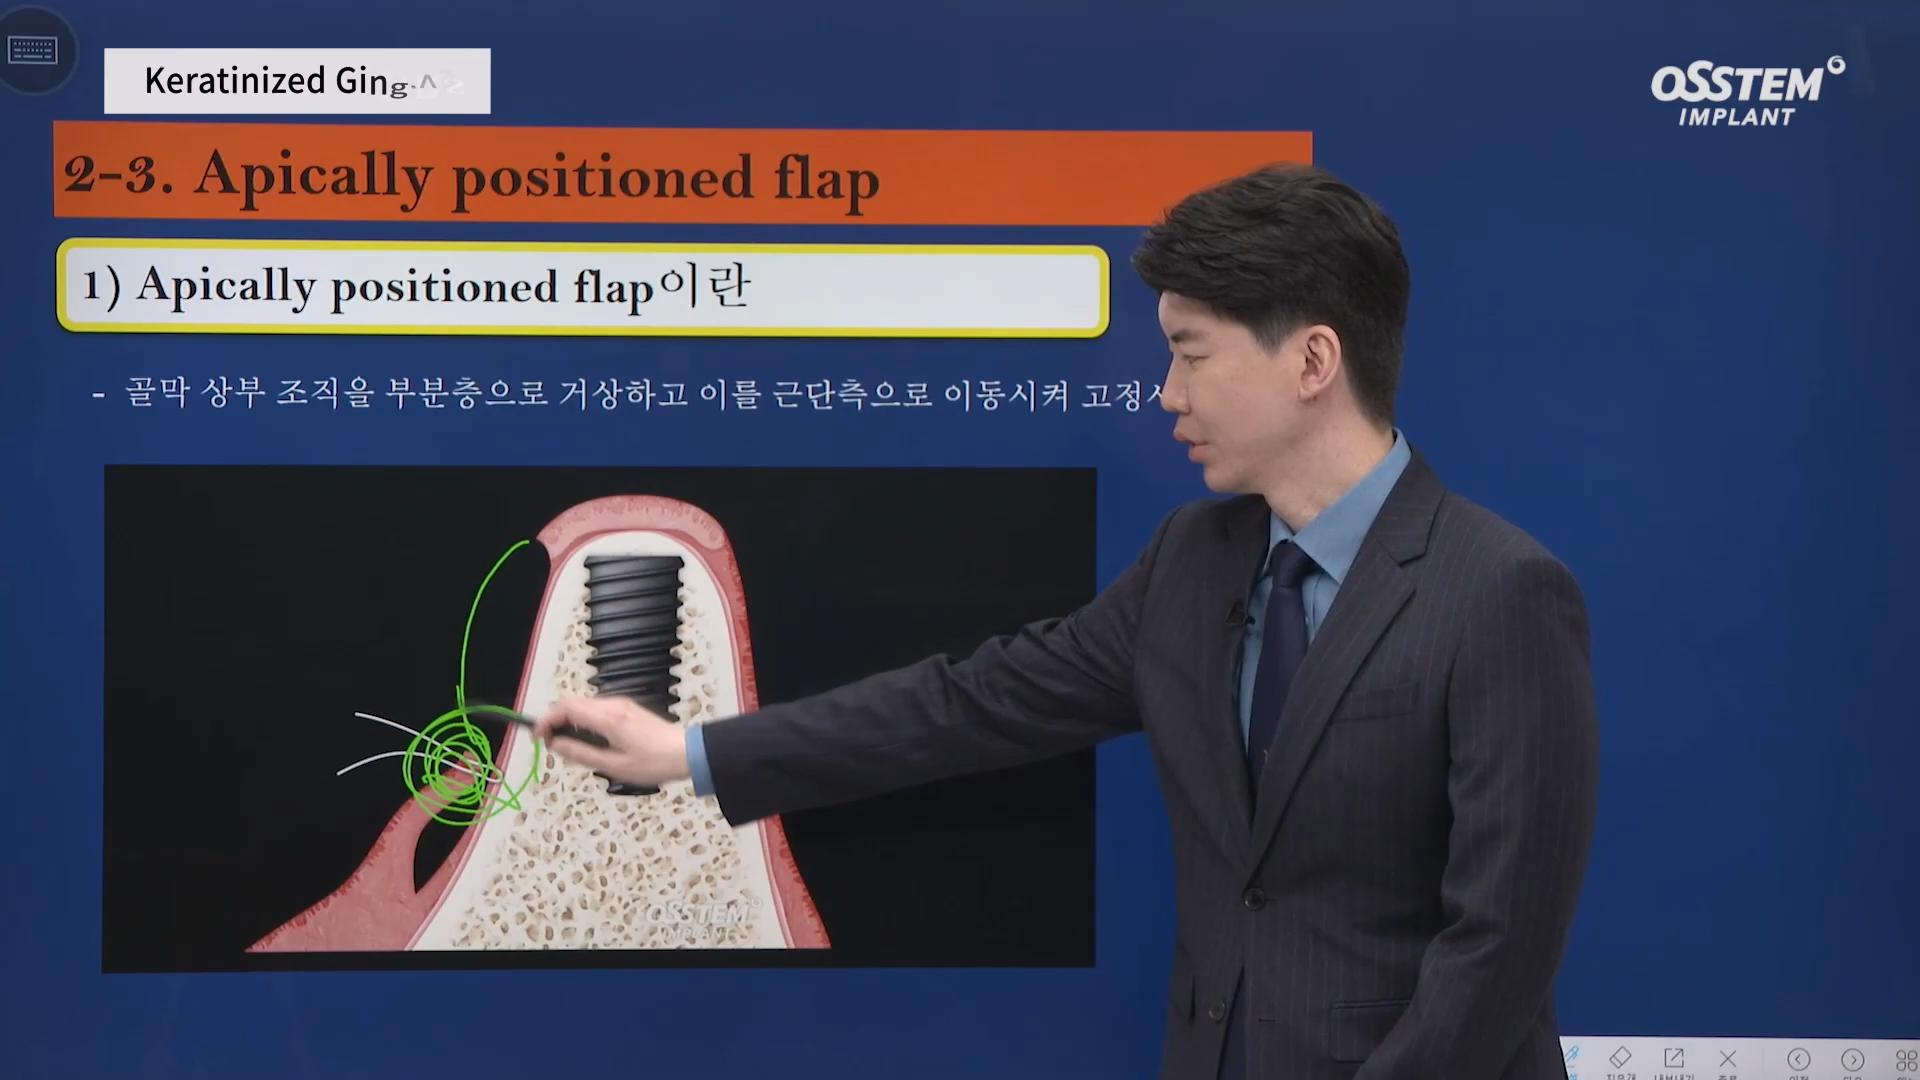 Keratinized
OSSTEM
IMPLANT
2-3. Apically positioned flap
1) Apically positioned flap이란
- 골막 상부 조직을 부분층으로 거상하고 이를 근단측으로 이동시켜 고정
OSSTEM
IMPLANT